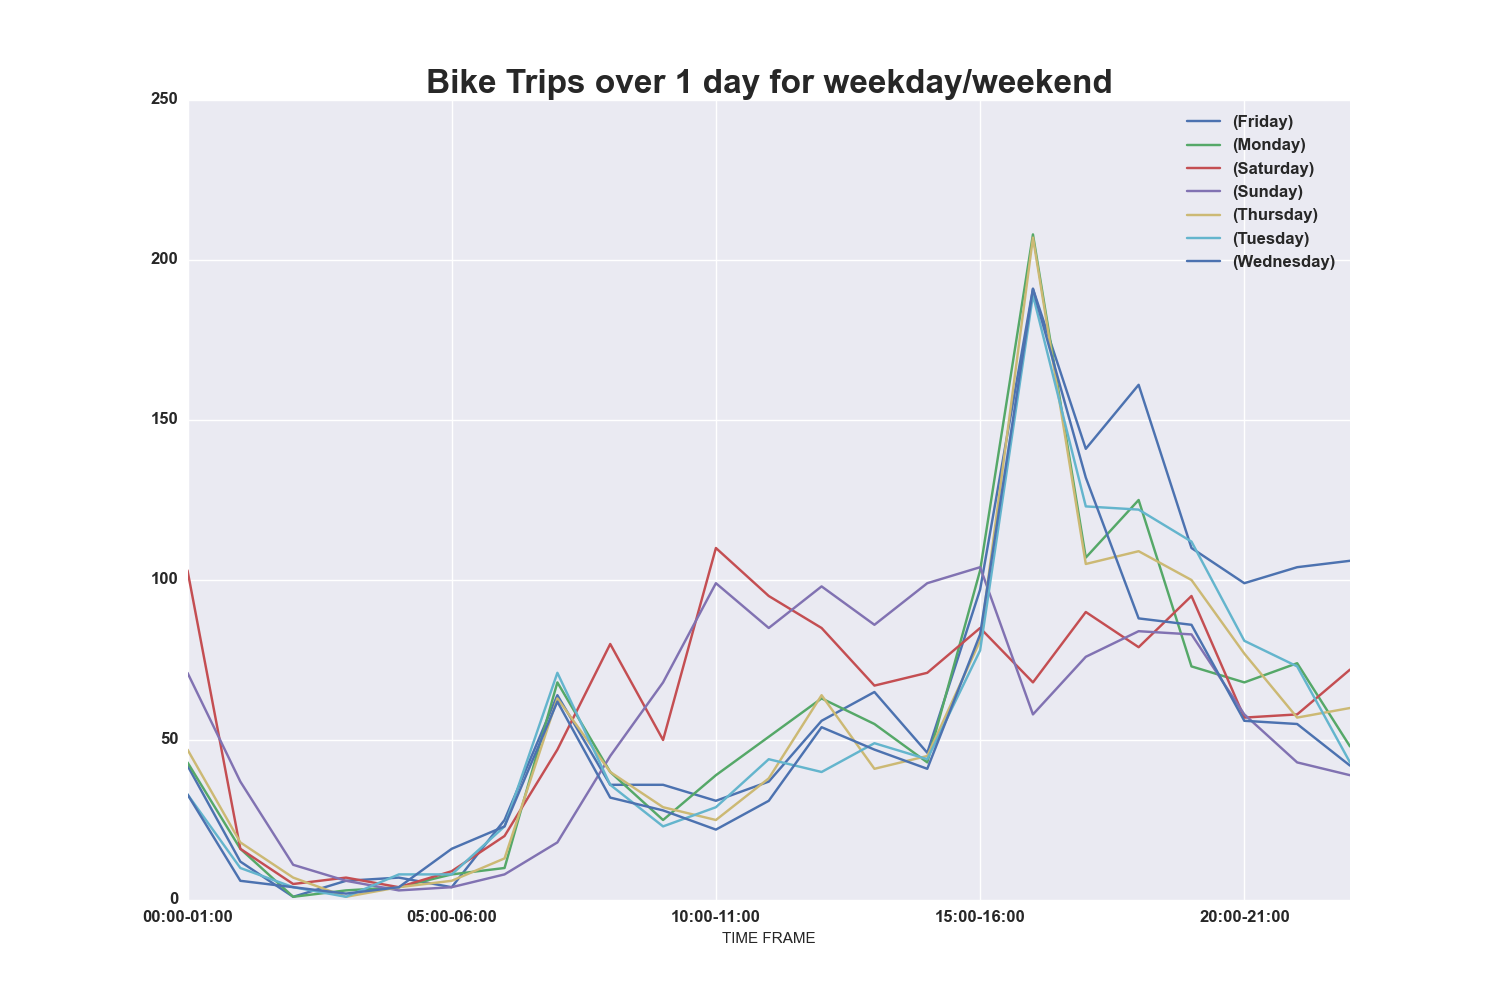 Bike Trips over 1 day for weekday/weekend
250
200
150
100
50
0
(Friday)
(Monday)
(Saturday)
(Sunday)
(Thursday)
(Tuesday)
(Wednesday)
00:00-01:00 05:00-06:00 10:00-11:00 15:00-16:00 20:00-21:00
TIME FRAME